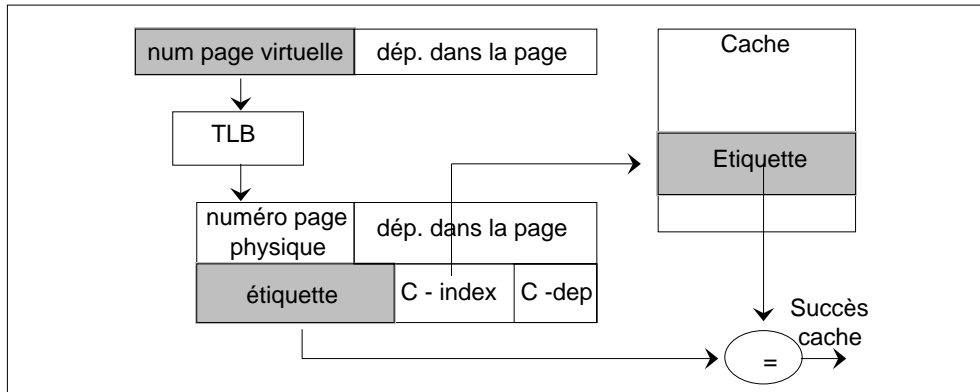 num page virtuelle
dép. dans la page
Cache
TLB
Etiquette
numéro page
physique
dép. dans la page
étiquette
C - index
C -dep
Succès
cache
=